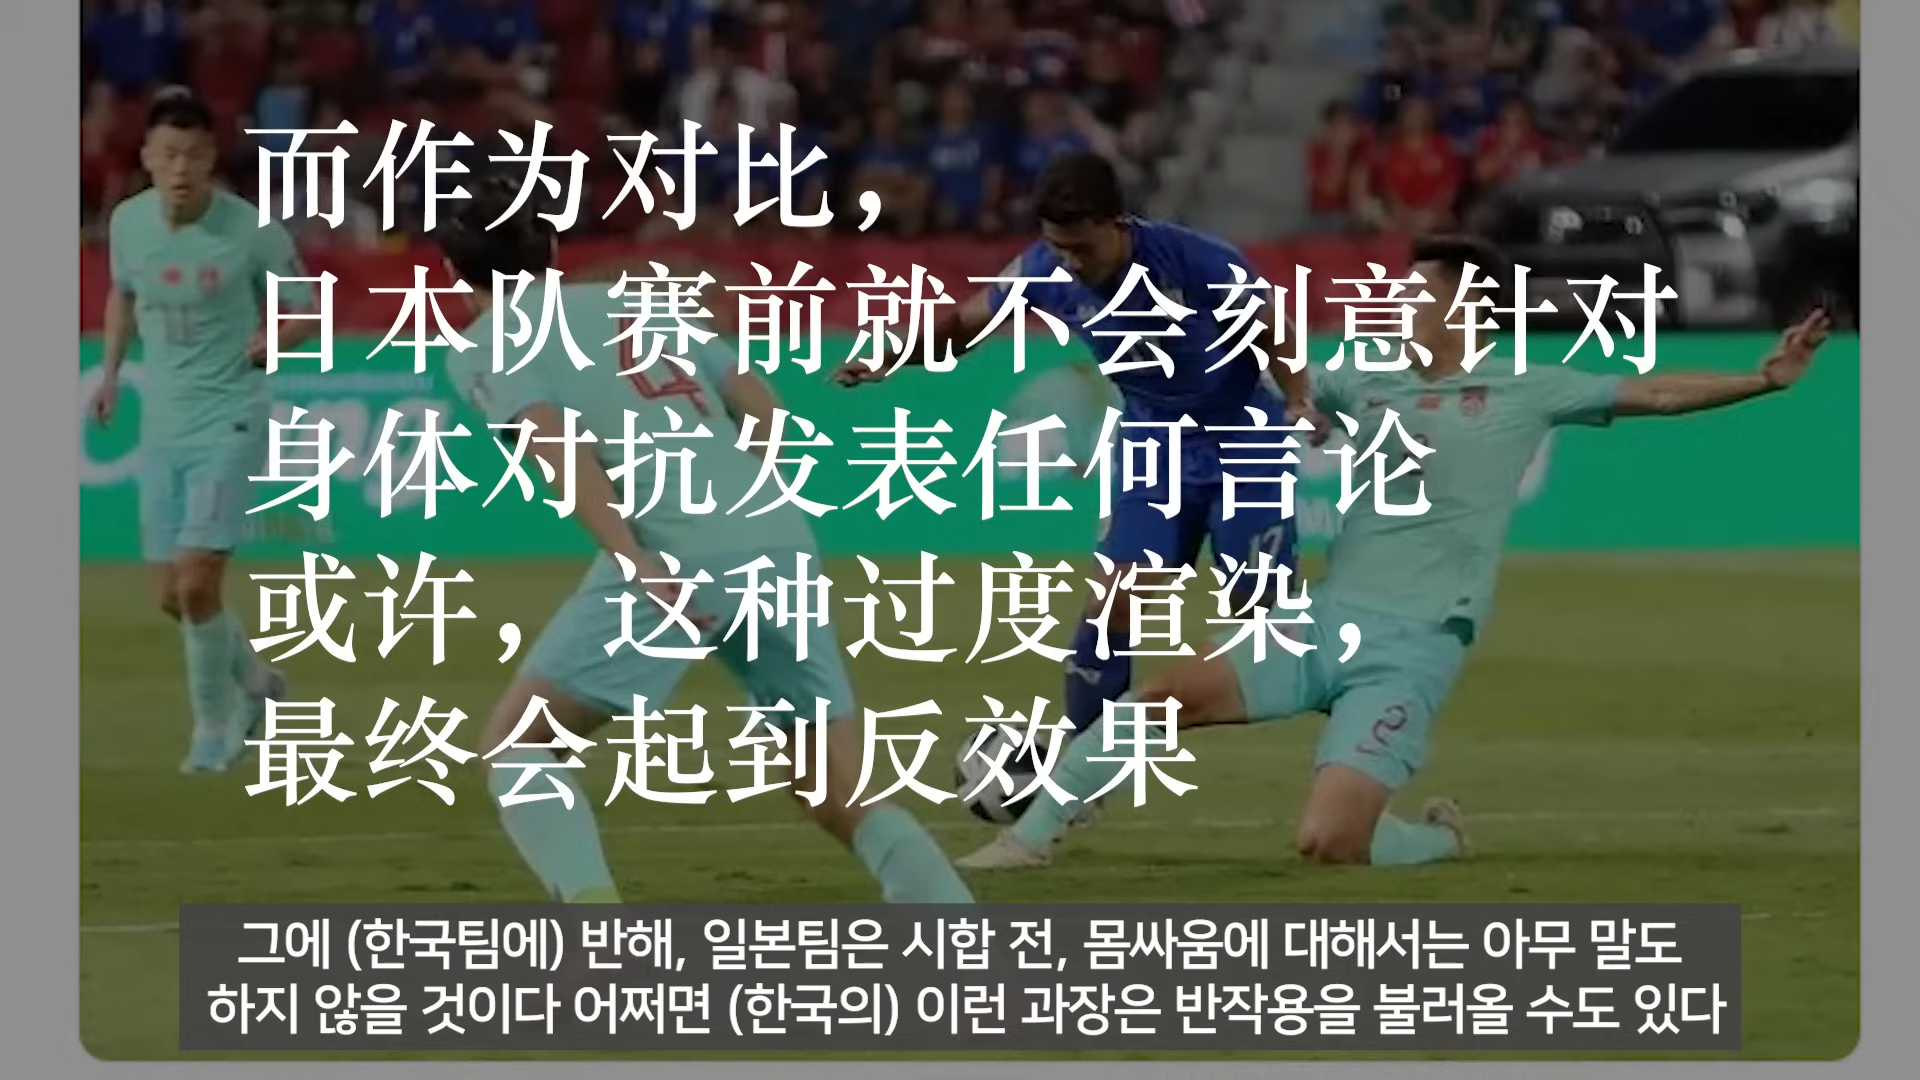 而作为对比，
日本队赛前就不会刻意针对
身体对抗发表任何言论
或许，这种过度渲染，
最终会起到反效果
그에 (한국팀에) 반해, 일본팀은 시합 전, 몸싸움에 대해서는 아무 말도
하지 않을 것이다 어쩌면 (한국의) 이런 과장은 반작용을 불러올 수도 있다
4
17
2